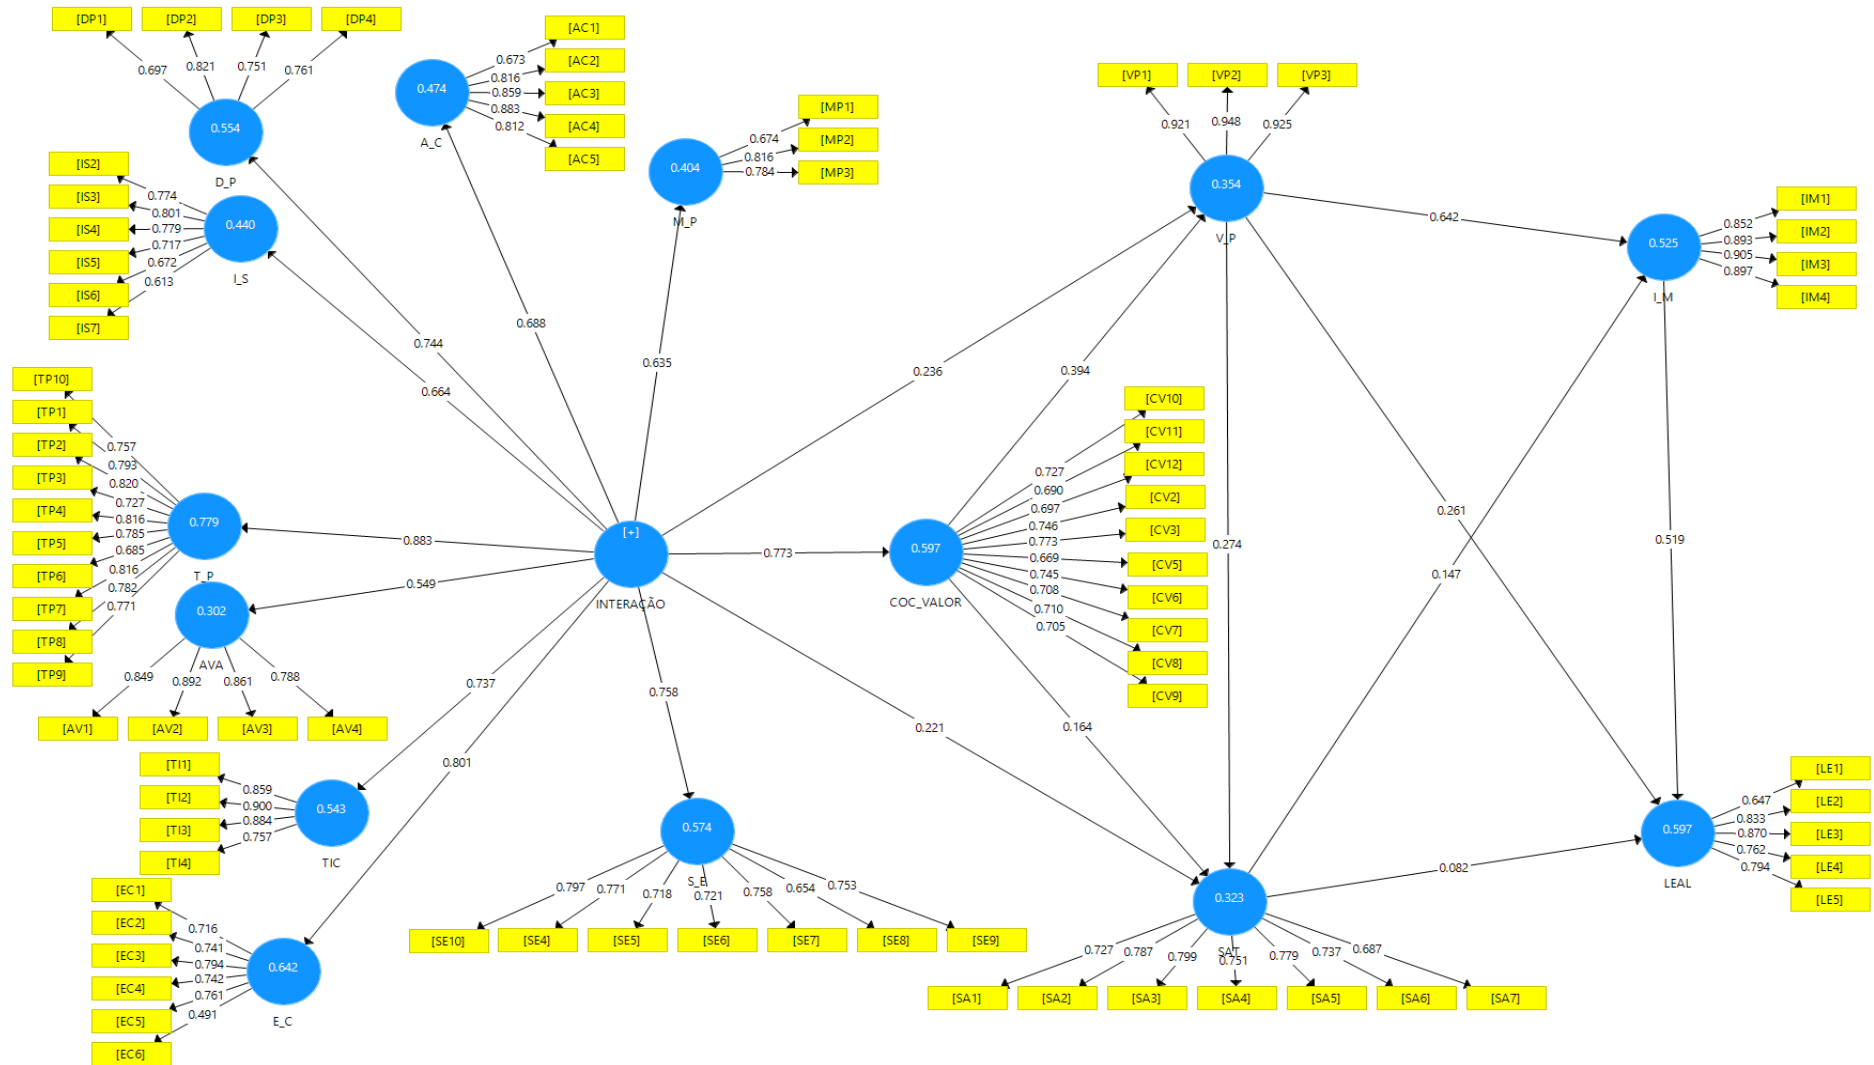 [DP1] [DP2] [DP3] [DP4]
0.697 0.821 0.751 0.761
0.554
D_P
[AC1]
[AC2]
[AC3]
[AC4]
[AC5]
0.673
0.816
0.859
0.883
0.812
0.474
A_C
[MP1]
[MP2]
[MP3]
0.674
0.816
0.784
0.404
M_P
[VP1] [VP2] [VP3]
0.921 0.948 0.925
0.354
V_P
[IS2]
[IS3]
[IS4]
[IS5]
[IS6]
[IS7]
0.774
0.801
0.779
0.717
0.672
0.613
0.440
I_S
[IM1]
[IM2]
[IM3]
[IM4]
0.852
0.893
0.905
0.897
0.525
I_M
0.642
0.688
0.744
0.664
0.635
0.236
0.394
[TP10]
[TP1]
[TP2]
[TP3]
[TP4]
[TP5]
[TP6]
[TP7]
[TP8]
[TP9]
0.757
0.793
0.820
0.727
0.816
0.785
0.685
0.816
0.782
0.771
0.779
T_P
0.883
0.549
[+]
INTERAÇÃO
0.773
0.597
COC_VALOR
[CV10]
[CV11]
[CV12]
[CV2]
[CV3]
[CV5]
[CV6]
[CV7]
[CV8]
[CV9]
0.727
0.690
0.697
0.746
0.773
0.669
0.745
0.708
0.710
0.705
0.274
0.261
0.147
0.519
0.302
AVA
0.849 0.892 0.861 0.788
[AV1] [AV2] [AV3] [AV4]
0.737
0.801
0.758
0.221
0.164
0.082
[TI1]
[TI2]
[TI3]
[TI4]
0.859
0.900
0.884
0.757
0.543
TIC
[EC1]
[EC2]
[EC3]
[EC4]
[EC5]
[EC6]
0.716
0.741
0.794
0.742
0.761
0.491
0.642
E_C
0.574
S_E
0.797 0.771 0.718 0.721 0.758 0.654 0.753
[SE10] [SE4] [SE5] [SE6] [SE7] [SE8] [SE9]
0.323
SAT
0.727 0.787 0.799 0.751 0.779 0.737 0.687
[SA1] [SA2] [SA3] [SA4] [SA5] [SA6] [SA7]
[LE1]
[LE2]
[LE3]
[LE4]
[LE5]
0.647
0.833
0.870
0.762
0.794
0.597
LEAL